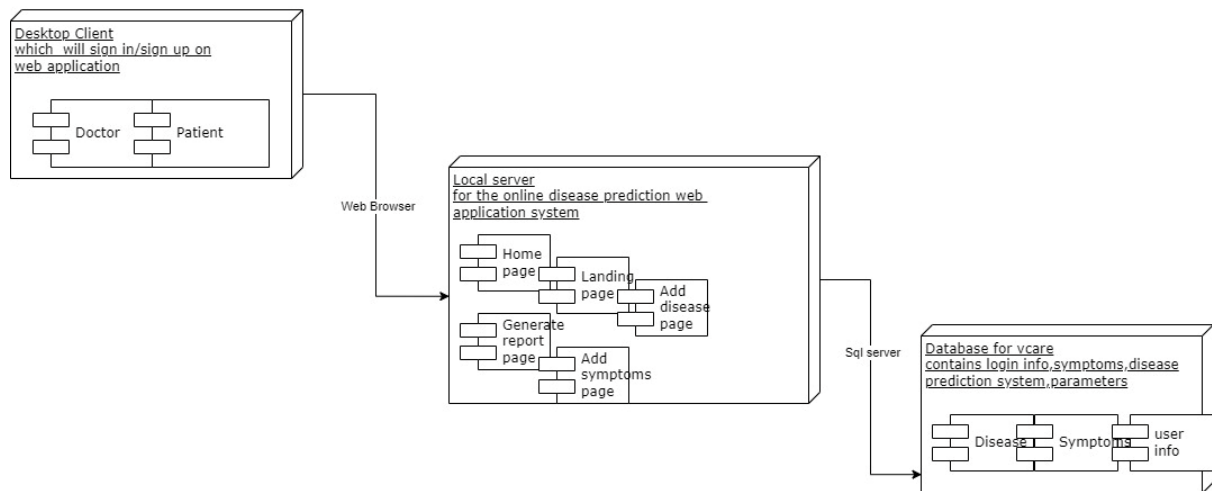 Desktop Client
which will sign in/sign up on
web application
Doctor
Patient
Web Browser
Local server
for the online disease prediction web
application system
Home
page
Landing
page
Add
disease
page
Generate
report
page
Add
symptoms
page
Sql server
Database for vcare
contains login info,symptoms,disease
prediction system,parameters
Disease
Symptoms
user
info